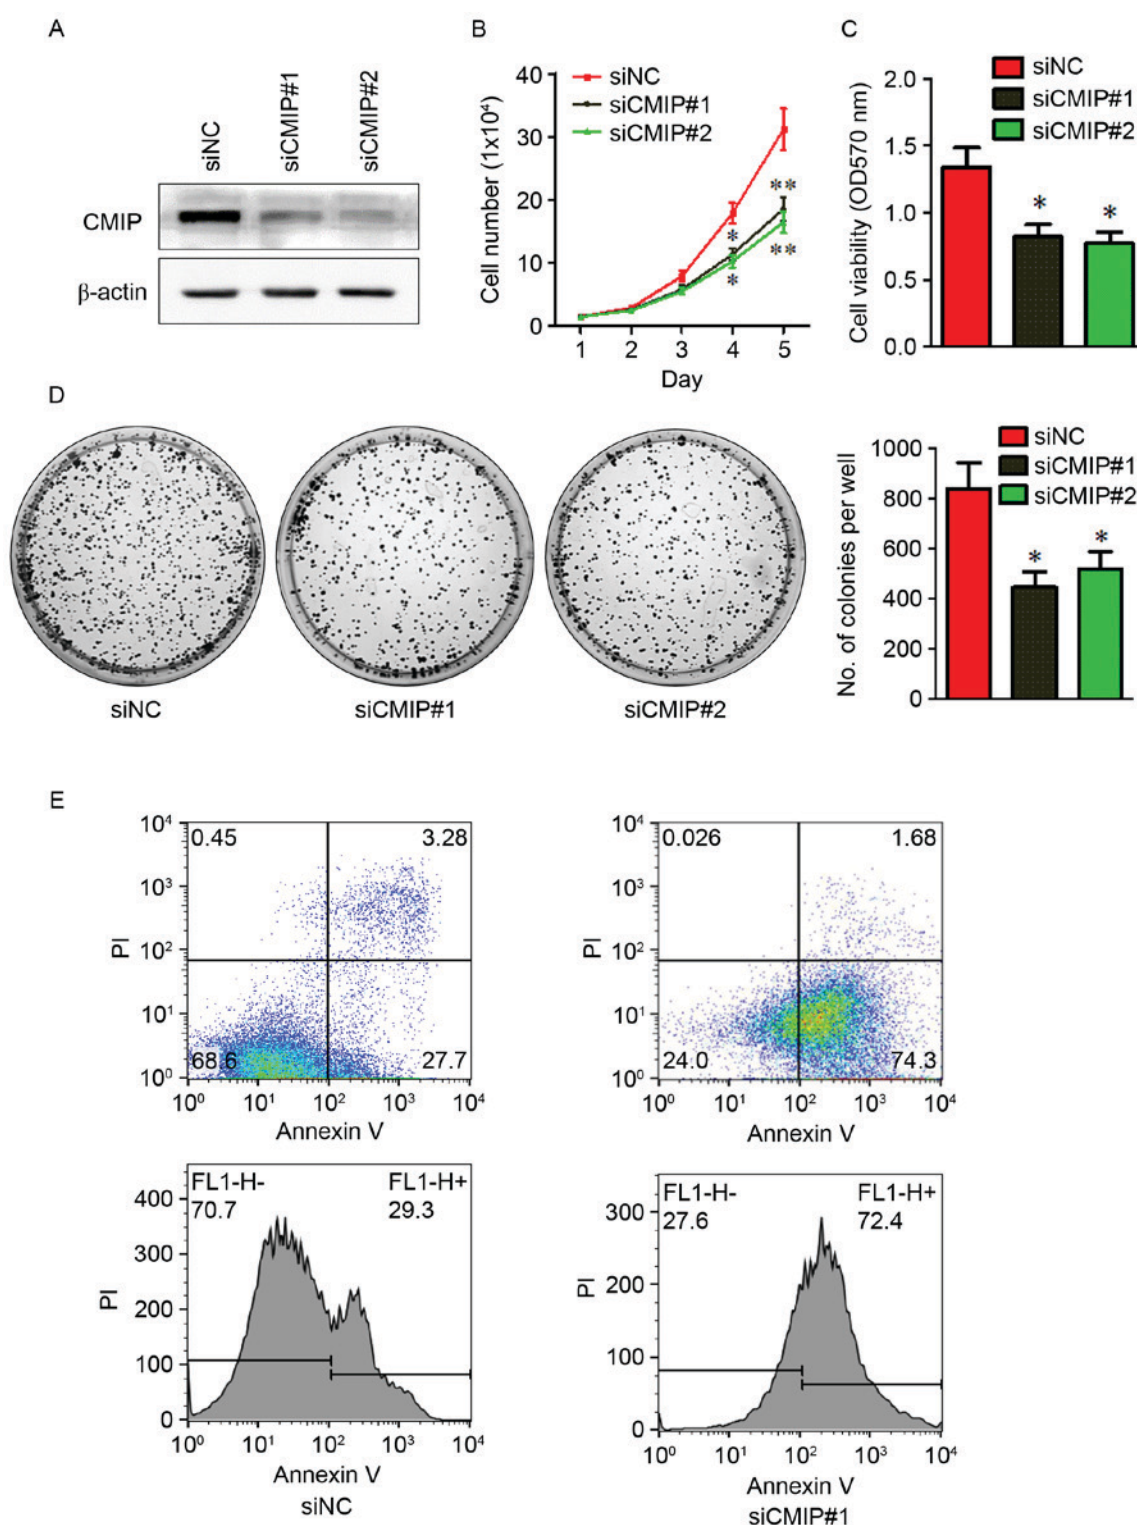 A
siNC
siCMIP#1
siCMIP#2
CMIP
β-actin
B
siNC
siCMIP#1
siCMIP#2
Cell number (1x10⁴)
40
30
20
10
0
**
*
*
**
1 2 3 4 5
Day
C
siNC
siCMIP#1
siCMIP#2
Cell viability (OD570 nm)
2.0
1.5
1.0
0.5
0.0
* *
D
siNC
siCMIP#1
siCMIP#2
No. of colonies per well
1000
800
600
400
200
0
siNC
siCMIP#1
siCMIP#2
* *
E
PI
10⁴
10³
10²
10¹
10⁰
0.45 3.28
68.6 27.7
10⁰ 10¹ 10² 10³ 10⁴
Annexin V
PI
10⁴
10³
10²
10¹
10⁰
0.026 1.68
24.0 74.3
10⁰ 10¹ 10² 10³ 10⁴
Annexin V
PI
400
300
200
100
0
FL1-H- FL1-H+
70.7 29.3
10⁰ 10¹ 10² 10³ 10⁴
Annexin V
siNC
PI
300
200
100
0
FL1-H- FL1-H+
27.6 72.4
10⁰ 10¹ 10² 10³ 10⁴
Annexin V
siCMIP#1